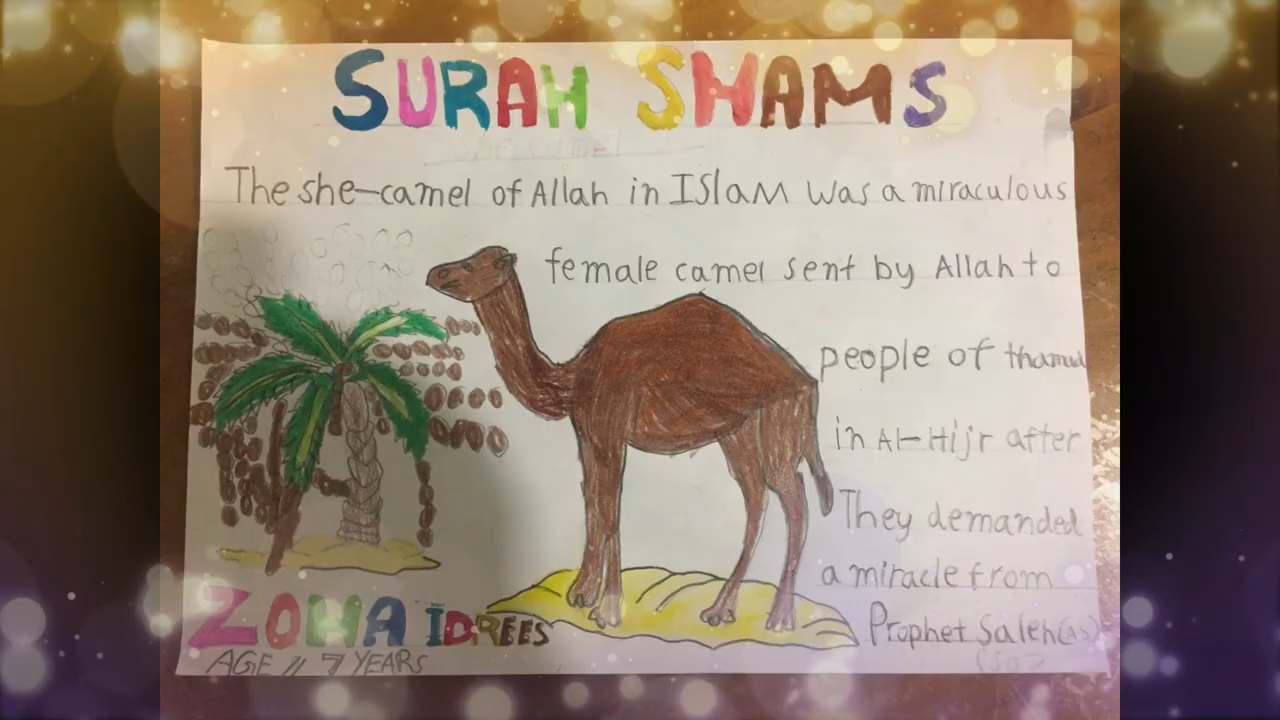 SURAH SHAMS
The she-camel of Allah in ISlaM was a miraculous
female camel sent by Allah to
people of thamud
in Al-Hijr after
They demanded
a miracle from
Prophet Saleh(AS)
ZOHA IDREES
AGE // 7 YEARS